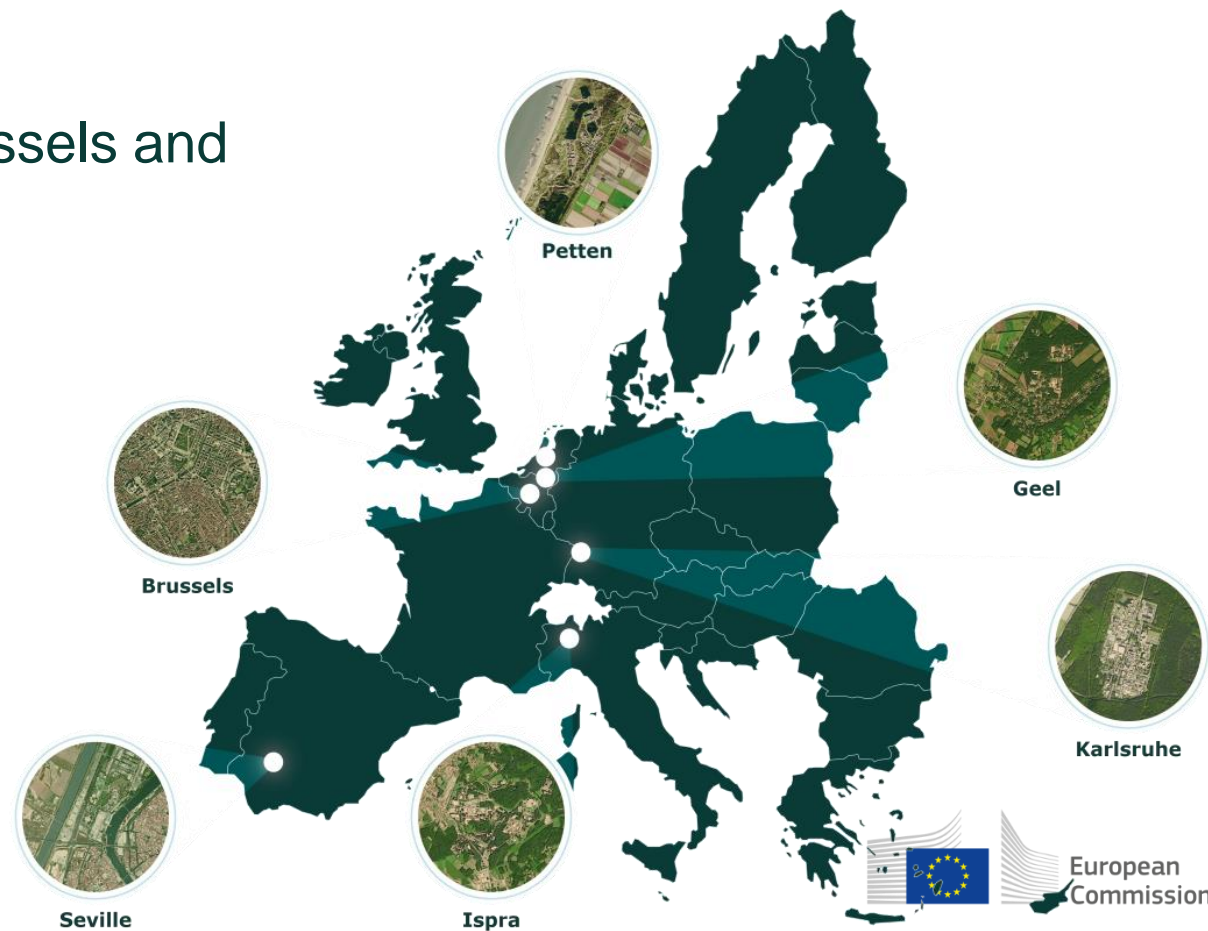 ssels and
Petten
Geel
Brussels
Karlsruhe
Seville
Ispra
European
Commission